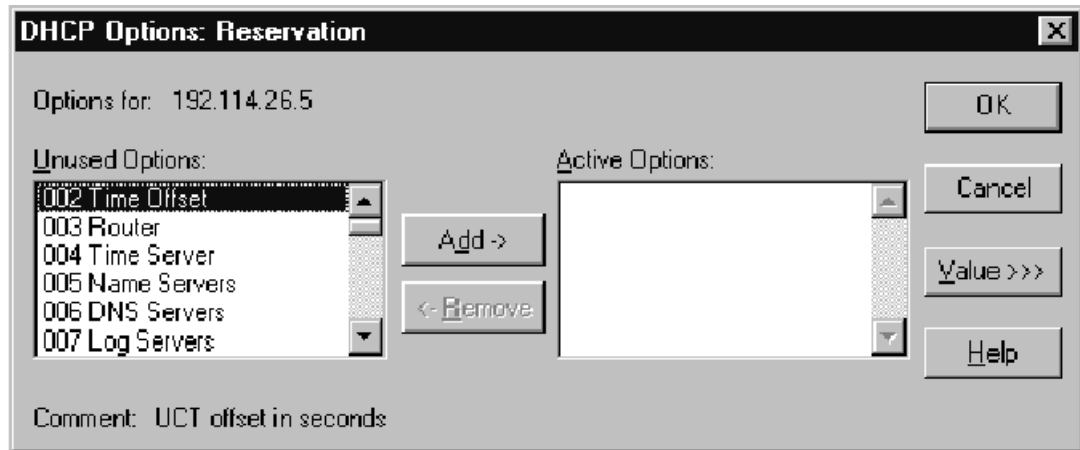 DHCP Options: Reservation
Options for: 192.114.26.5
OK
Unused Options:
Active Options:
002 Time Offset
003 Router
004 Time Server
005 Name Servers
006 DNS Servers
007 Log Servers
Add ->
<- Remove
Cancel
Value >>>
Help
Comment: UCT offset in seconds